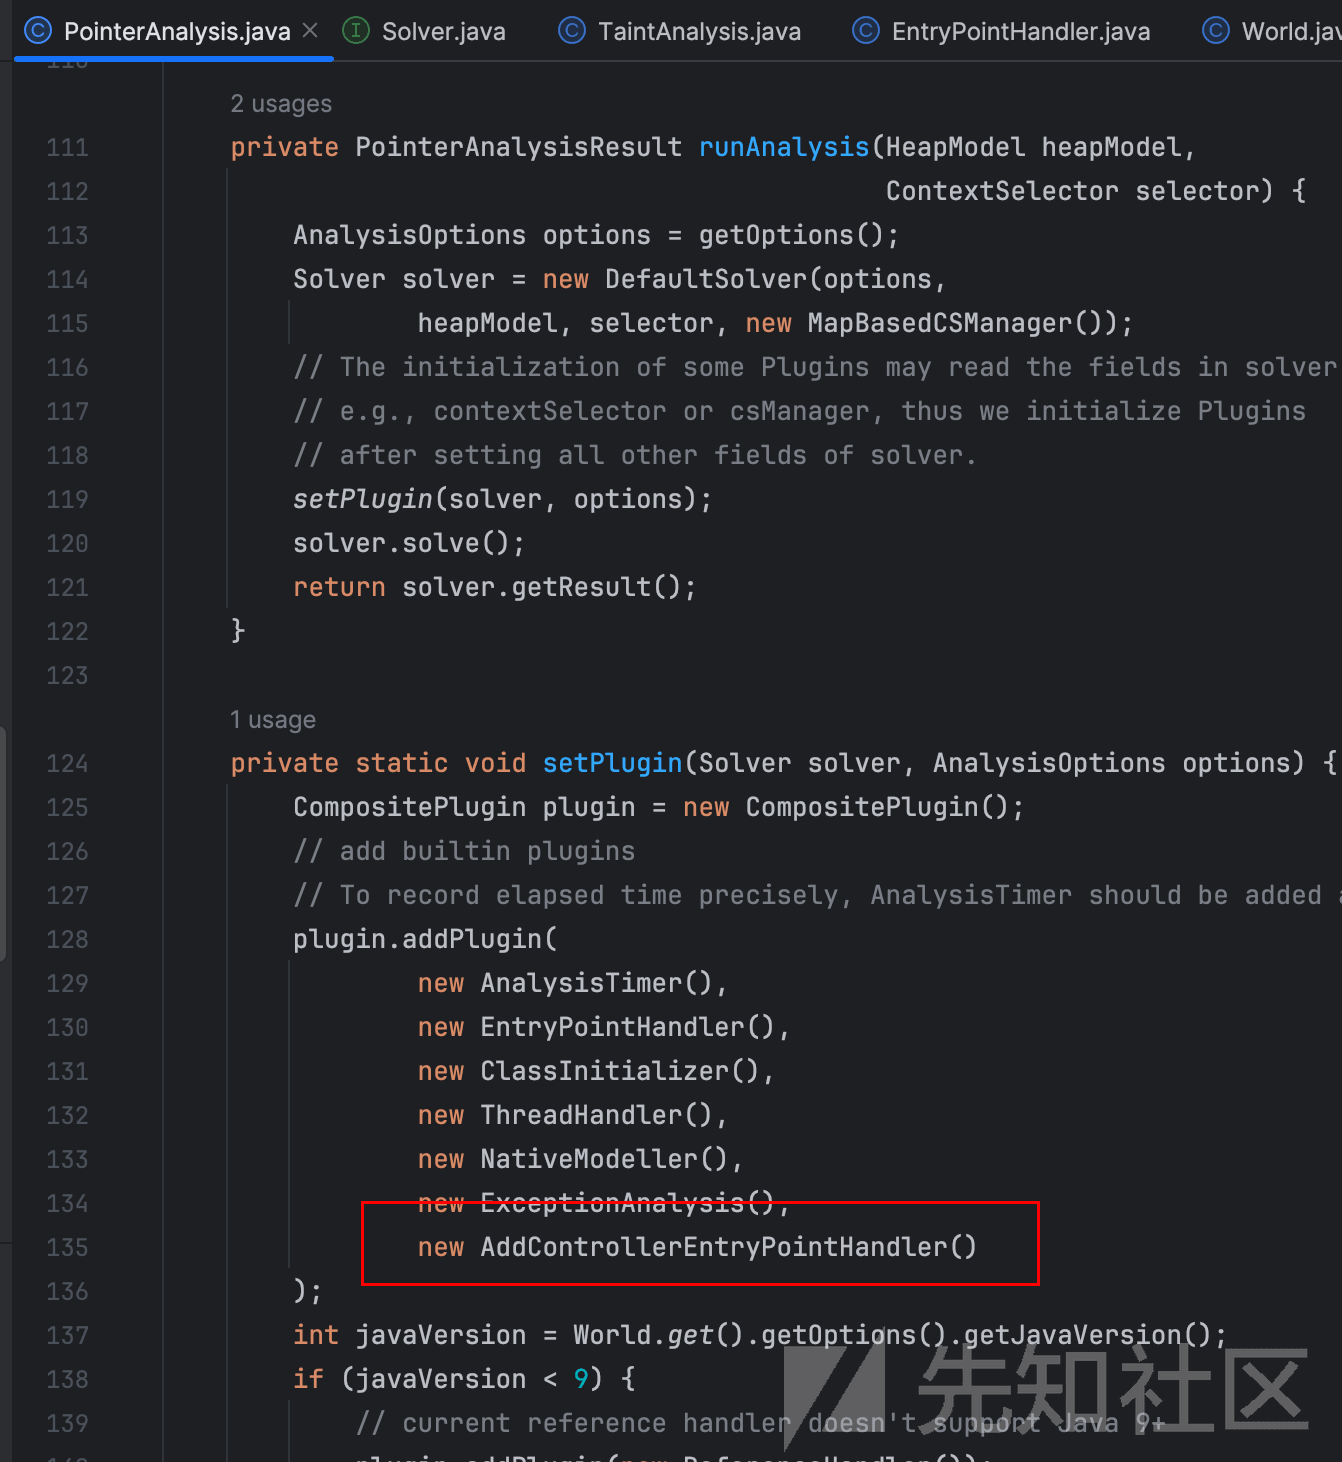 PointerAnalysis.java Solver.java TaintAnalysis.java EntryPointHandler.java World.jav
110
2 usages
111 private PointerAnalysisResult runAnalysis(HeapModel heapModel,
112 ContextSelector selector) {
113 AnalysisOptions options = getOptions();
114 Solver solver = new DefaultSolver(options,
115 heapModel, selector, new MapBasedCSManager());
116 // The initialization of some Plugins may read the fields in solver
117 // e.g., contextSelector or csManager, thus we initialize Plugins
118 // after setting all other fields of solver.
119 setPlugin(solver, options);
120 solver.solve();
121 return solver.getResult();
122 }
123
1 usage
124 private static void setPlugin(Solver solver, AnalysisOptions options) {
125 CompositePlugin plugin = new CompositePlugin();
126 // add builtin plugins
127 // To record elapsed time precisely, AnalysisTimer should be added
128 plugin.addPlugin(
129 new AnalysisTimer(),
130 new EntryPointHandler(),
131 new ClassInitializer(),
132 new ThreadHandler(),
133 new NativeModeller(),
134 new ExceptionAnalysis(),
135 new AddControllerEntryPointHandler()
136 );
137 int javaVersion = World.get().getOptions().getJavaVersion();
138 if (javaVersion < 9) {
139 // current reference handler doesn't support Java 9+
140 plugin.addPlugin(new ReferenceHandler());
先知社区